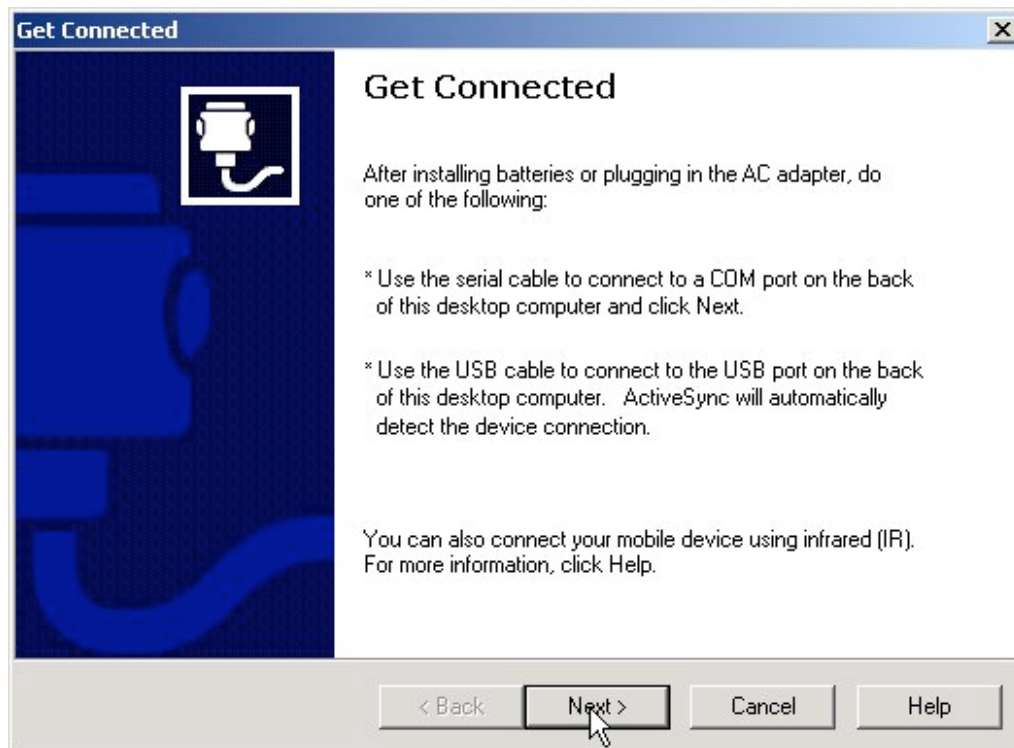 Get Connected
Get Connected
After installing batteries or plugging in the AC adapter, do
one of the following:
* Use the serial cable to connect to a COM port on the back
of this desktop computer and click Next.
* Use the USB cable to connect to the USB port on the back
of this desktop computer.   ActiveSync will automatically
detect the device connection.
You can also connect your mobile device using infrared (IR).
For more information, click Help.
< Back Next > Cancel Help